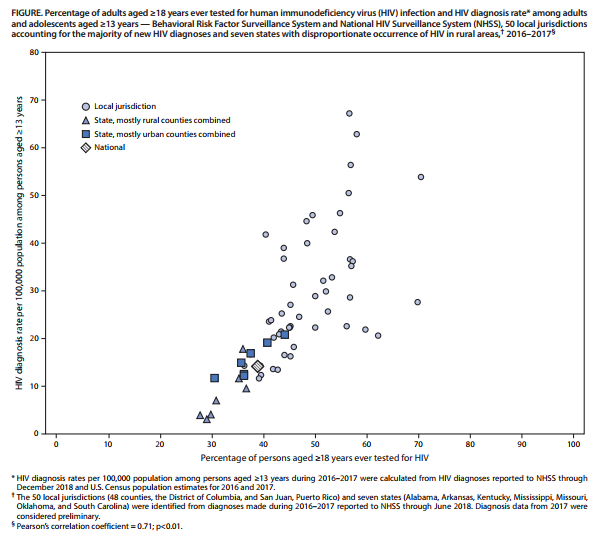 FIGURE. Percentage of adults aged ≥18 years ever tested for human immunodeficiency virus (HIV) infection and HIV diagnosis rate* among adults
and adolescents aged ≥13 years — Behavioral Risk Factor Surveillance System and National HIV Surveillance System (NHSS), 50 local jurisdictions
accounting for the majority of new HIV diagnoses and seven states with disproportionate occurrence of HIV in rural areas,† 2016–2017§
HIV diagnosis rate per 100,000 population among persons aged ≥13 years
80
70
60
50
40
30
20
10
0
Local jurisdiction
State, mostly rural counties combined
State, mostly urban counties combined
National
0 10 20 30 40 50 60 70 80 90 100
Percentage of persons aged ≥18 years ever tested for HIV
* HIV diagnosis rates per 100,000 population among persons aged ≥13 years during 2016–2017 were calculated from HIV diagnoses reported to NHSS through
December 2018 and U.S. Census population estimates for 2016 and 2017.
† The 50 local jurisdictions (48 counties, the District of Columbia, and San Juan, Puerto Rico) and seven states (Alabama, Arkansas, Kentucky, Mississippi, Missouri,
Oklahoma, and South Carolina) were identified from diagnoses made during 2016–2017 reported to NHSS through June 2018. Diagnosis data from 2017 were
considered preliminary.
§ Pearson's correlation coefficient = 0.71; p<0.01.